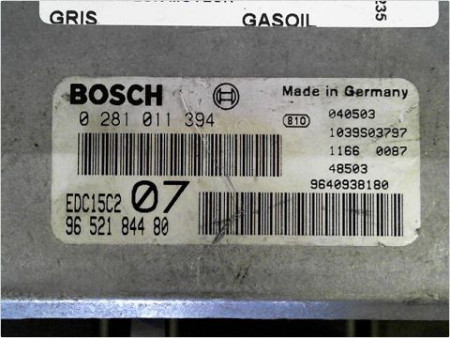 GRIS GASOIL
235
BOSCH
Made in Germany
0 281 011 394
810
040503
1039S03797
1166 0087
48503
9640938180
EDC15C2 07
96 521 844 80